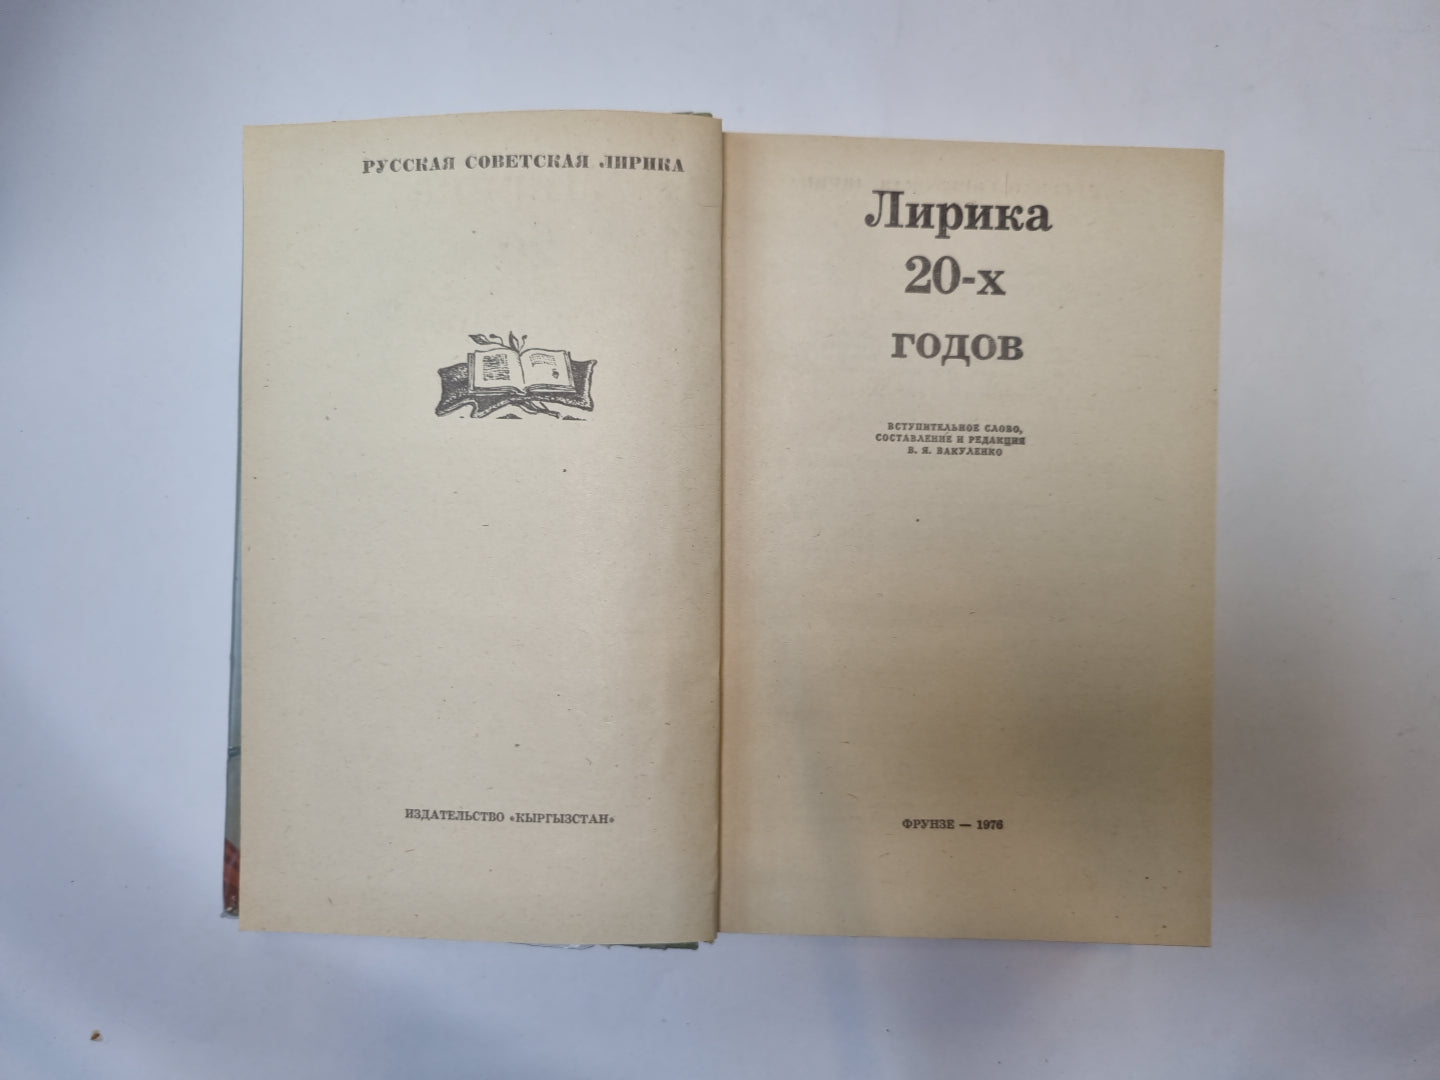 РУССКАЯ СОВЕТСКАЯ ЛИРИКА
ИЗДАТЕЛЬСТВО «КЫРГЫЗСТАН»
Лирика
20-х
годов
ВСТУПИТЕЛЬНОЕ СЛОВО,
СОСТАВЛЕНИЕ И РЕДАКЦИЯ
В. Я. ВАКУЛЕНКО
ФРУНЗЕ — 1976